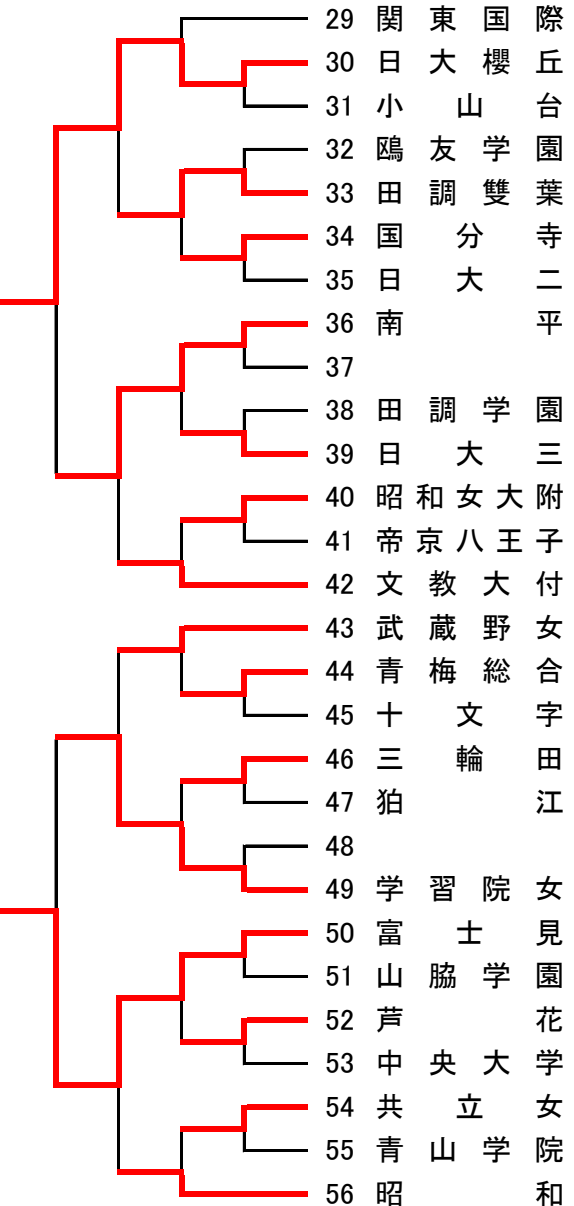 29 関東国際
30 日大櫻丘
31 小山台
32 鴎友学園
33 田調雙葉
34 国分寺
35 日大二
36 南平
37
38 田調学園
39 日大三
40 昭和女大附
41 帝京八王子
42 文教大付
43 武蔵野女
44 青梅総合
45 十文字
46 三輪田
47 狛江
48
49 学習院女
50 富士見
51 山脇学園
52 芦花
53 中央大学
54 共立女
55 青山学院
56 昭和